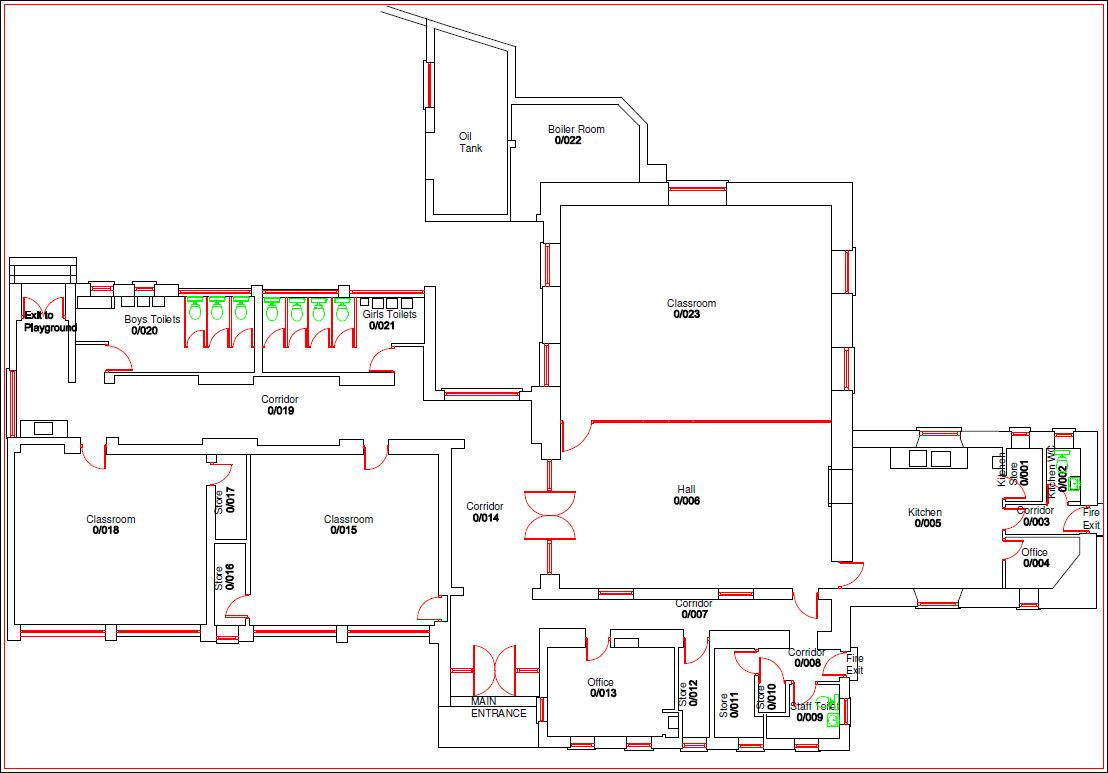 Oil
Tank
Boiler Room
0/022
Classroom
0/023
Exit to
Playground
Boys Toilets
0/020
Girls Toilets
0/021
Corridor
0/019
Classroom
0/018
Store
0/017
Store
0/016
Classroom
0/015
Corridor
0/014
Hall
0/006
Kitchen
0/005
Kitchen
Store
0/001
Kitchen WC
0/002
Corridor
0/003
Fire
Exit
Office
0/004
Corridor
0/007
Corridor
0/008
Fire
Exit
Office
0/013
Store
0/012
Store
0/011
Store
0/010
Staff Toilet
0/009
MAIN
ENTRANCE